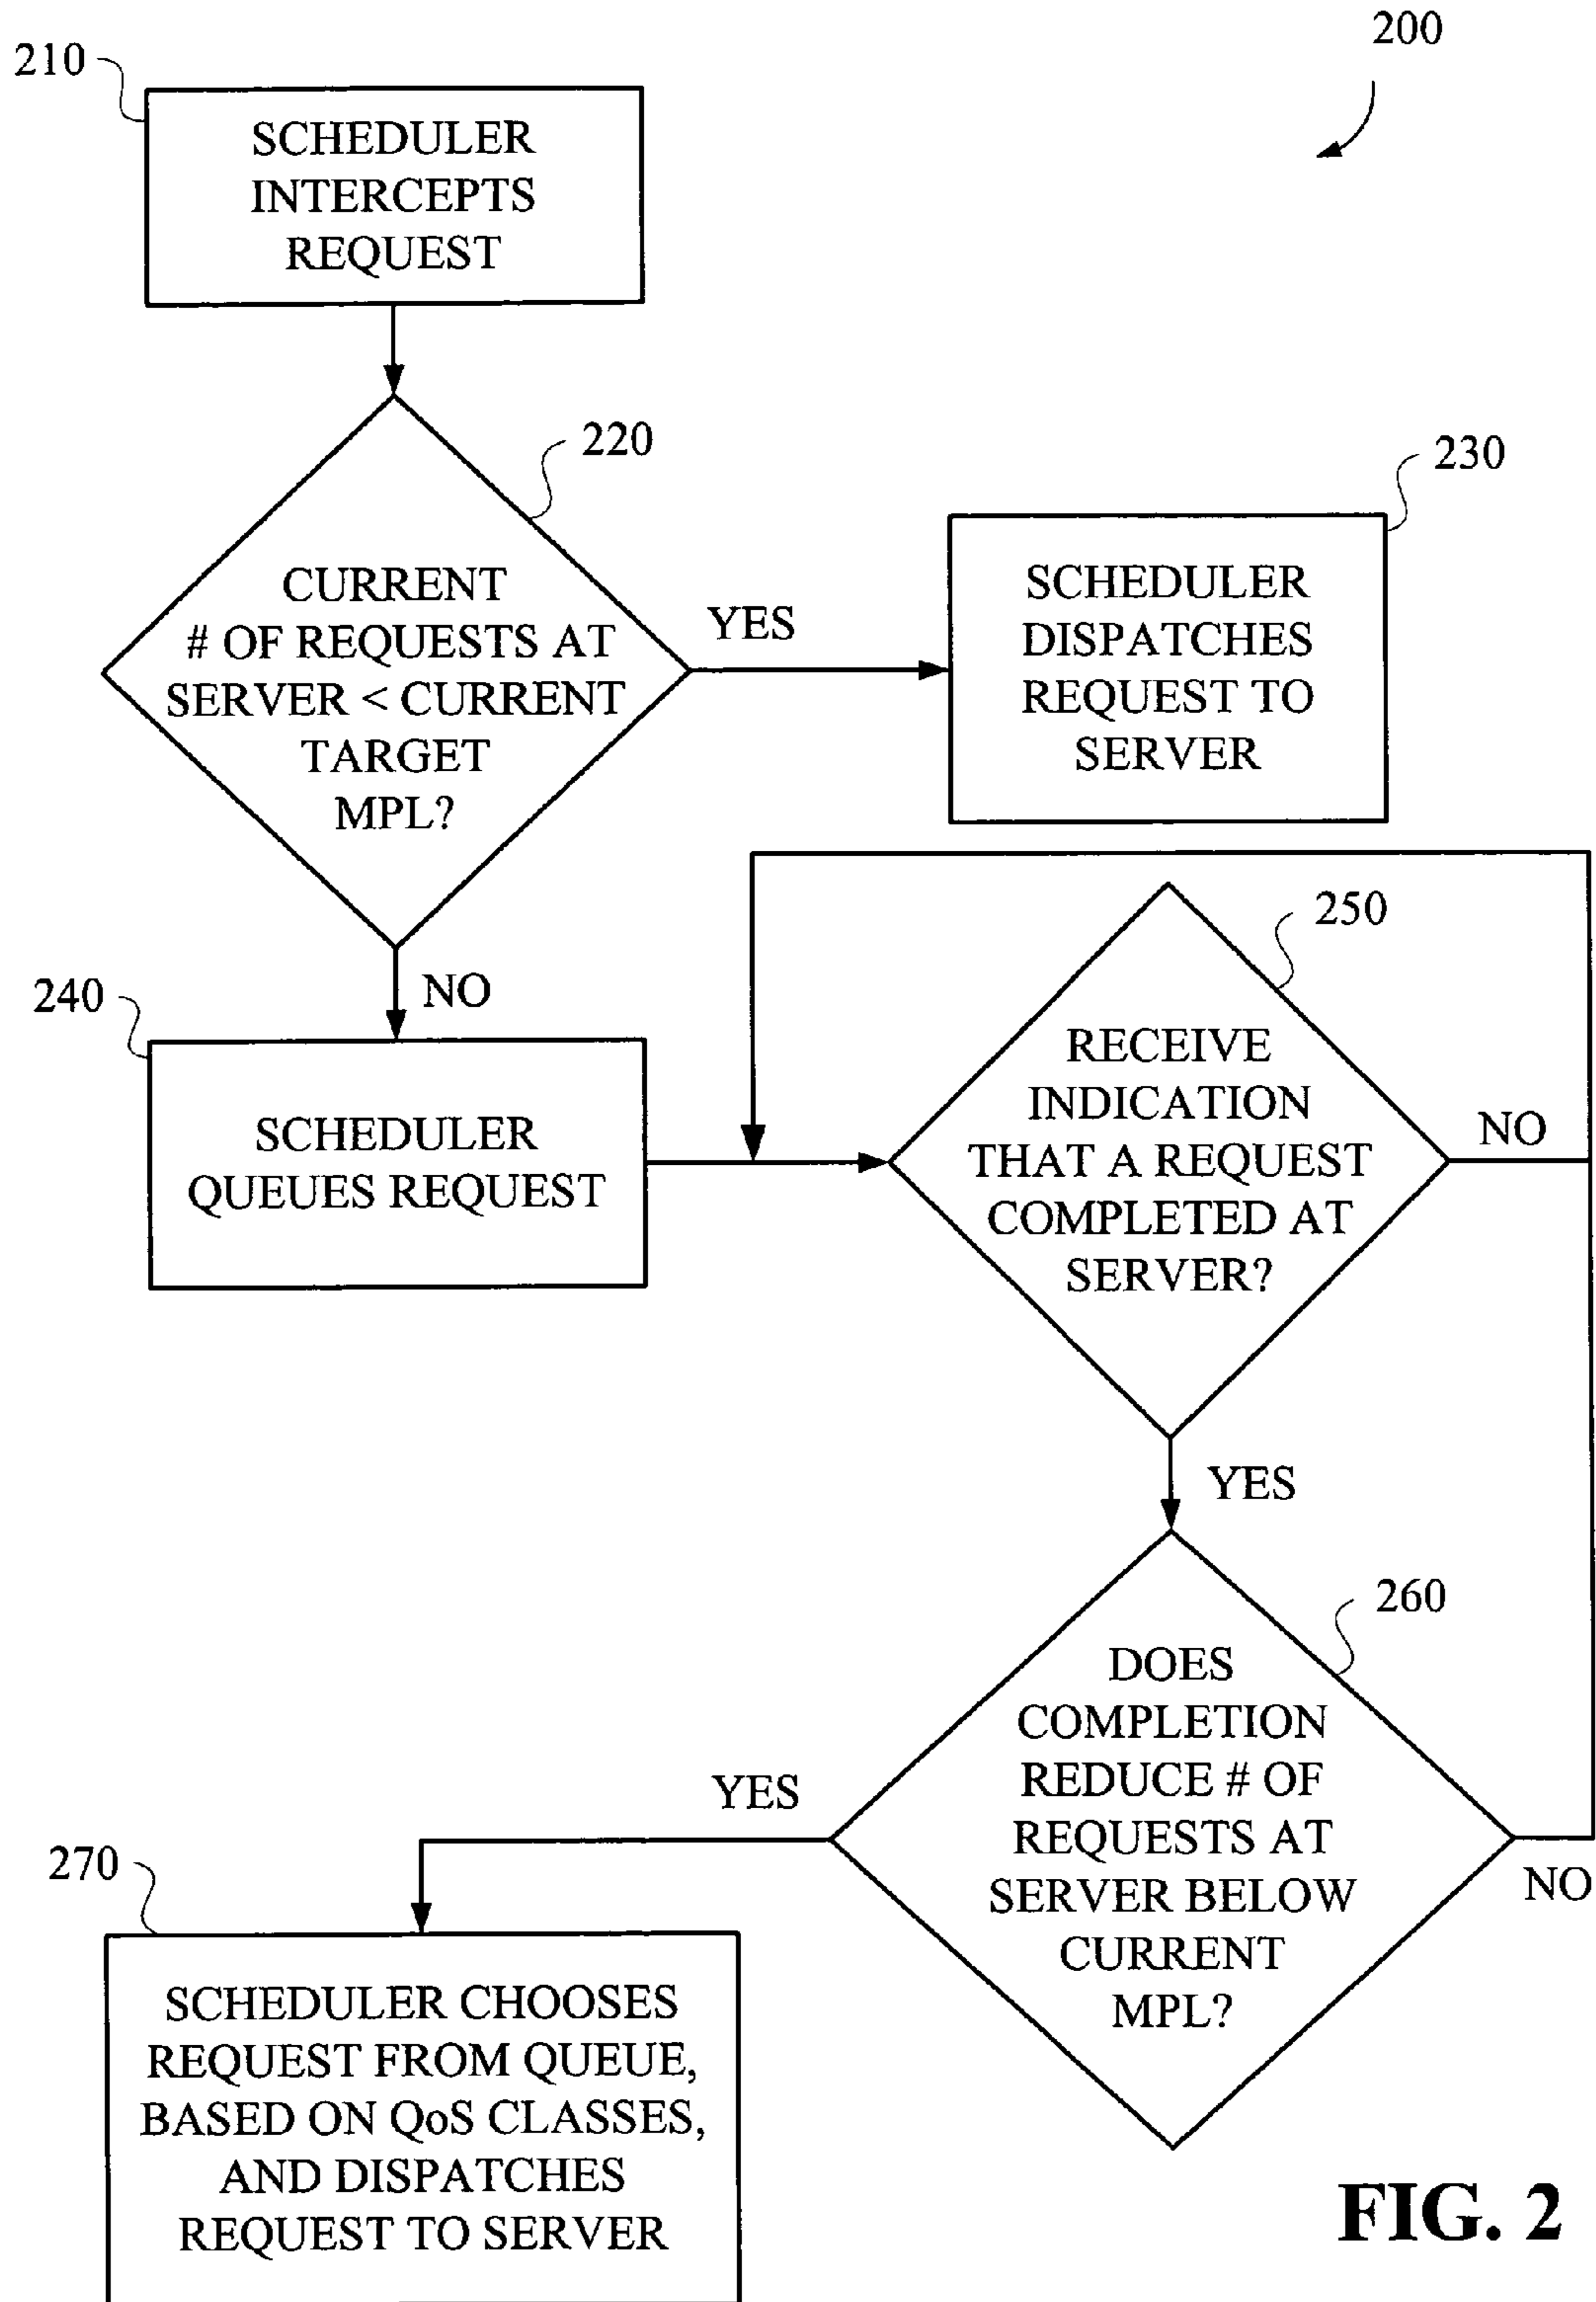 200
210
SCHEDULER
INTERCEPTS
REQUEST
220
CURRENT
# OF REQUESTS AT
SERVER < CURRENT
TARGET
MPL?
YES
230
SCHEDULER
DISPATCHES
REQUEST TO
SERVER
NO
240
SCHEDULER
QUEUES REQUEST
250
RECEIVE
INDICATION
THAT A REQUEST
COMPLETED AT
SERVER?
NO
YES
260
DOES
COMPLETION
REDUCE # OF
REQUESTS AT
SERVER BELOW
CURRENT
MPL?
YES
NO
270
SCHEDULER CHOOSES
REQUEST FROM QUEUE,
BASED ON QoS CLASSES,
AND DISPATCHES
REQUEST TO SERVER
FIG. 2